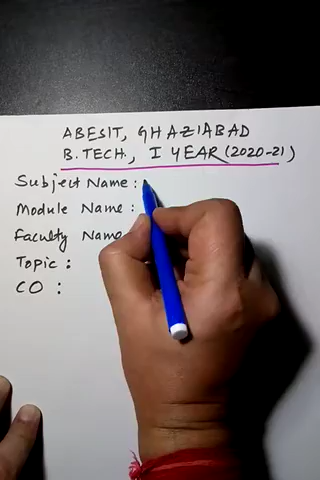 ABESIT, GHAZIABAD
B.TECH., I YEAR (2020-21)
Subject Name :
Module Name :
Faculty Name
Topic :
CO :